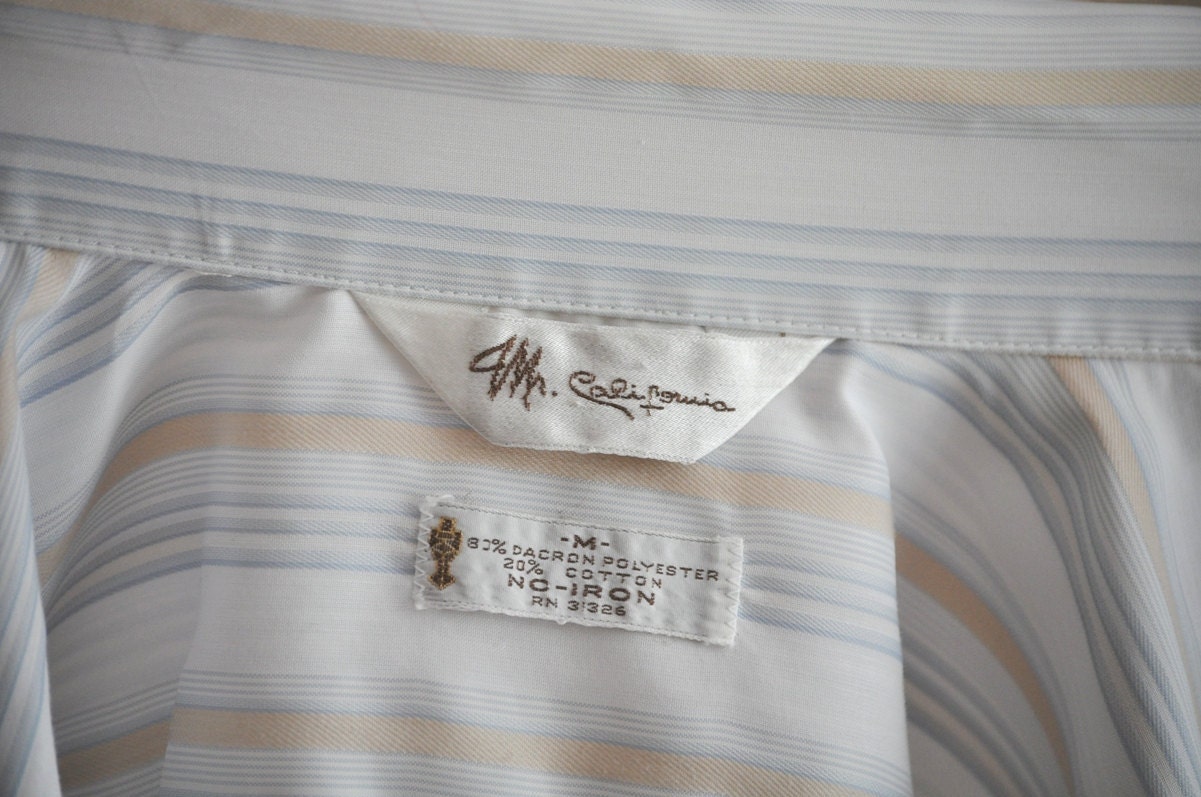 Mr. California
-M-
80% DACRON POLYESTER
20% COTTON
NO-IRON
RN 31326